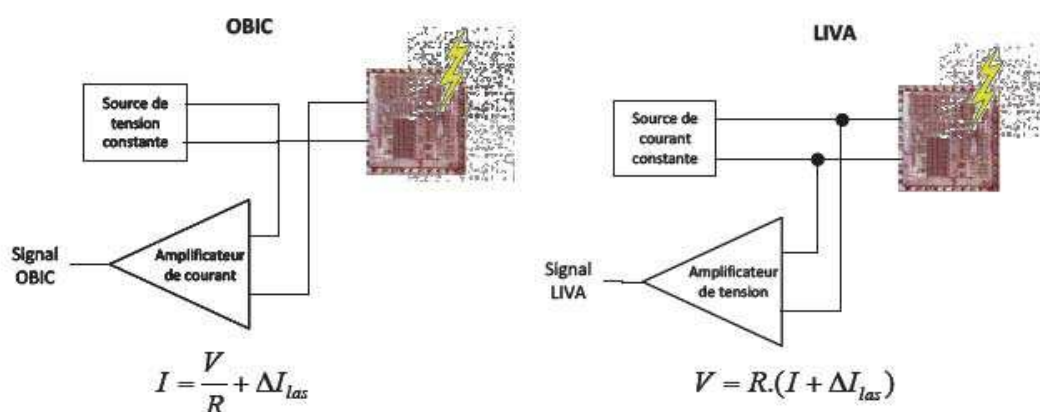 OBIC
Source de
tension
constante
Amplificateur
de courant
Signal
OBIC
I = V/R + ΔI_las
LIVA
Source de
courant
constante
Amplificateur
de tension
Signal
LIVA
V = R.(I + ΔI_las)